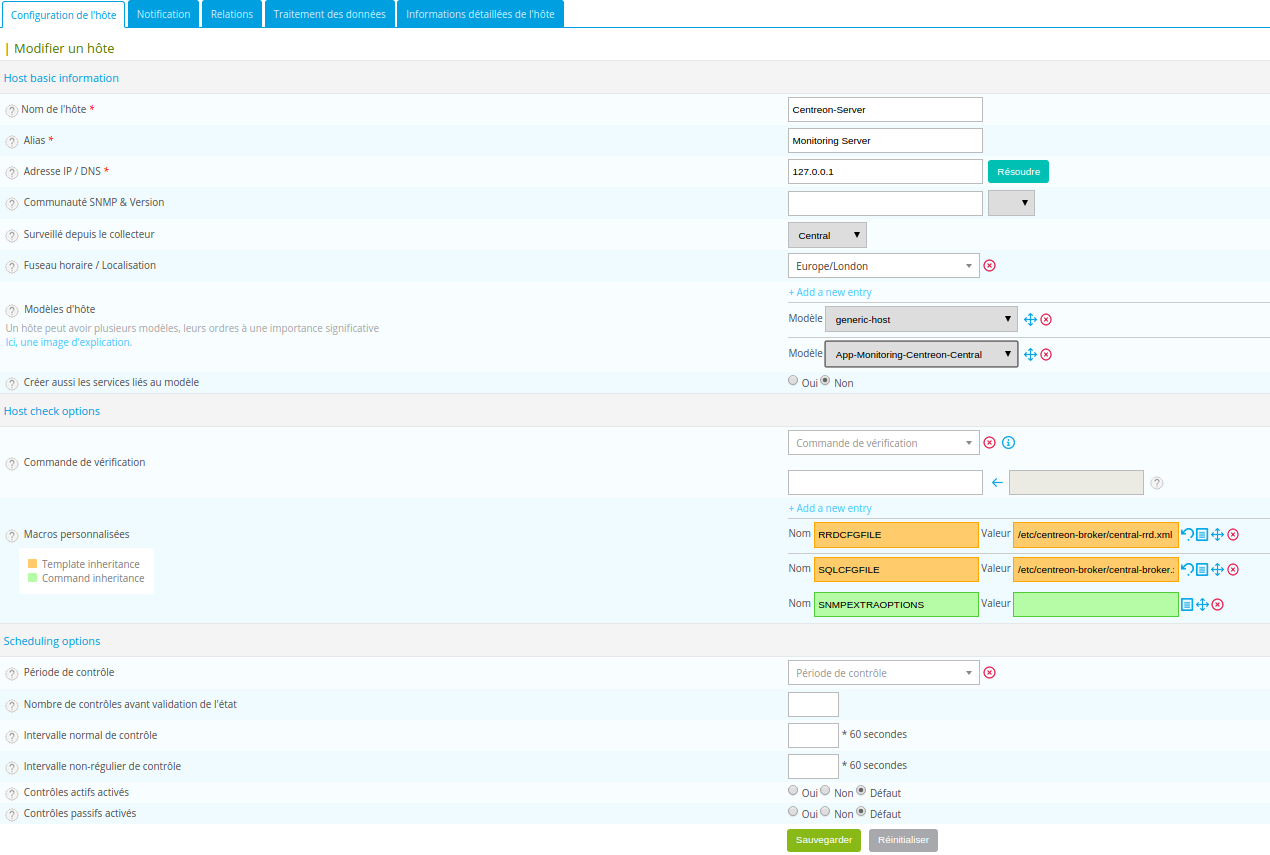 Configuration de l'hôte Notification Relations Traitement des données Informations détaillées de l'hôte
| Modifier un hôte
Host basic information
Nom de l'hôte * Centreon-Server
Alias * Monitoring Server
Adresse IP / DNS * 127.0.0.1 Résoudre
Communauté SNMP & Version
Surveillé depuis le collecteur Central
Fuseau horaire / Localisation Europe/London
+ Add a new entry
Modèles d'hôte Modèle generic-host
Un hôte peut avoir plusieurs modèles, leurs ordres à une importance significative
Ici, une image d'explication.
Modèle App-Monitoring-Centreon-Central
Créer aussi les services liés au modèle Oui Non
Host check options
Commande de vérification
Commande de vérification
+ Add a new entry
Macros personnalisées Nom RRDCFGFILE Valeur /etc/centreon-broker/central-rrd.xml
Template inheritance
Command inheritance
Nom SQLCFGFILE Valeur /etc/centreon-broker/central-broker.
Nom SNMPEXTRAOPTIONS Valeur
Scheduling options
Période de contrôle Période de contrôle
Nombre de contrôles avant validation de l'état
Intervalle normal de contrôle * 60 secondes
Intervalle non-régulier de contrôle * 60 secondes
Contrôles actifs activés Oui Non Défaut
Contrôles passifs activés Oui Non Défaut
Sauvegarder Réinitialiser